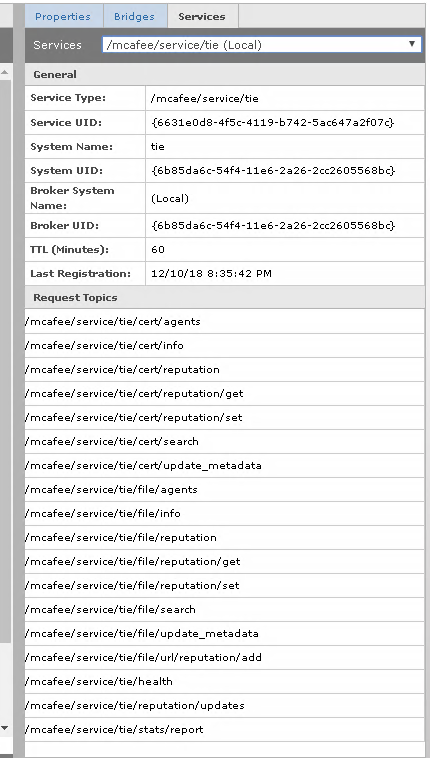 Properties Bridges Services
Services /mcafee/service/tie (Local)
General
Service Type: /mcafee/service/tie
Service UID: {6631e0d8-4f5c-4119-b742-5ac647a2f07c}
System Name: tie
System UID: {6b85da6c-54f4-11e6-2a26-2cc2605568bc}
Broker System
Name: (Local)
Broker UID: {6b85da6c-54f4-11e6-2a26-2cc2605568bc}
TTL (Minutes): 60
Last Registration: 12/10/18 8:35:42 PM
Request Topics
/mcafee/service/tie/cert/agents
/mcafee/service/tie/cert/info
/mcafee/service/tie/cert/reputation
/mcafee/service/tie/cert/reputation/get
/mcafee/service/tie/cert/reputation/set
/mcafee/service/tie/cert/search
/mcafee/service/tie/cert/update_metadata
/mcafee/service/tie/file/agents
/mcafee/service/tie/file/info
/mcafee/service/tie/file/reputation
/mcafee/service/tie/file/reputation/get
/mcafee/service/tie/file/reputation/set
/mcafee/service/tie/file/search
/mcafee/service/tie/file/update_metadata
/mcafee/service/tie/file/url/reputation/add
/mcafee/service/tie/health
/mcafee/service/tie/reputation/updates
/mcafee/service/tie/stats/report